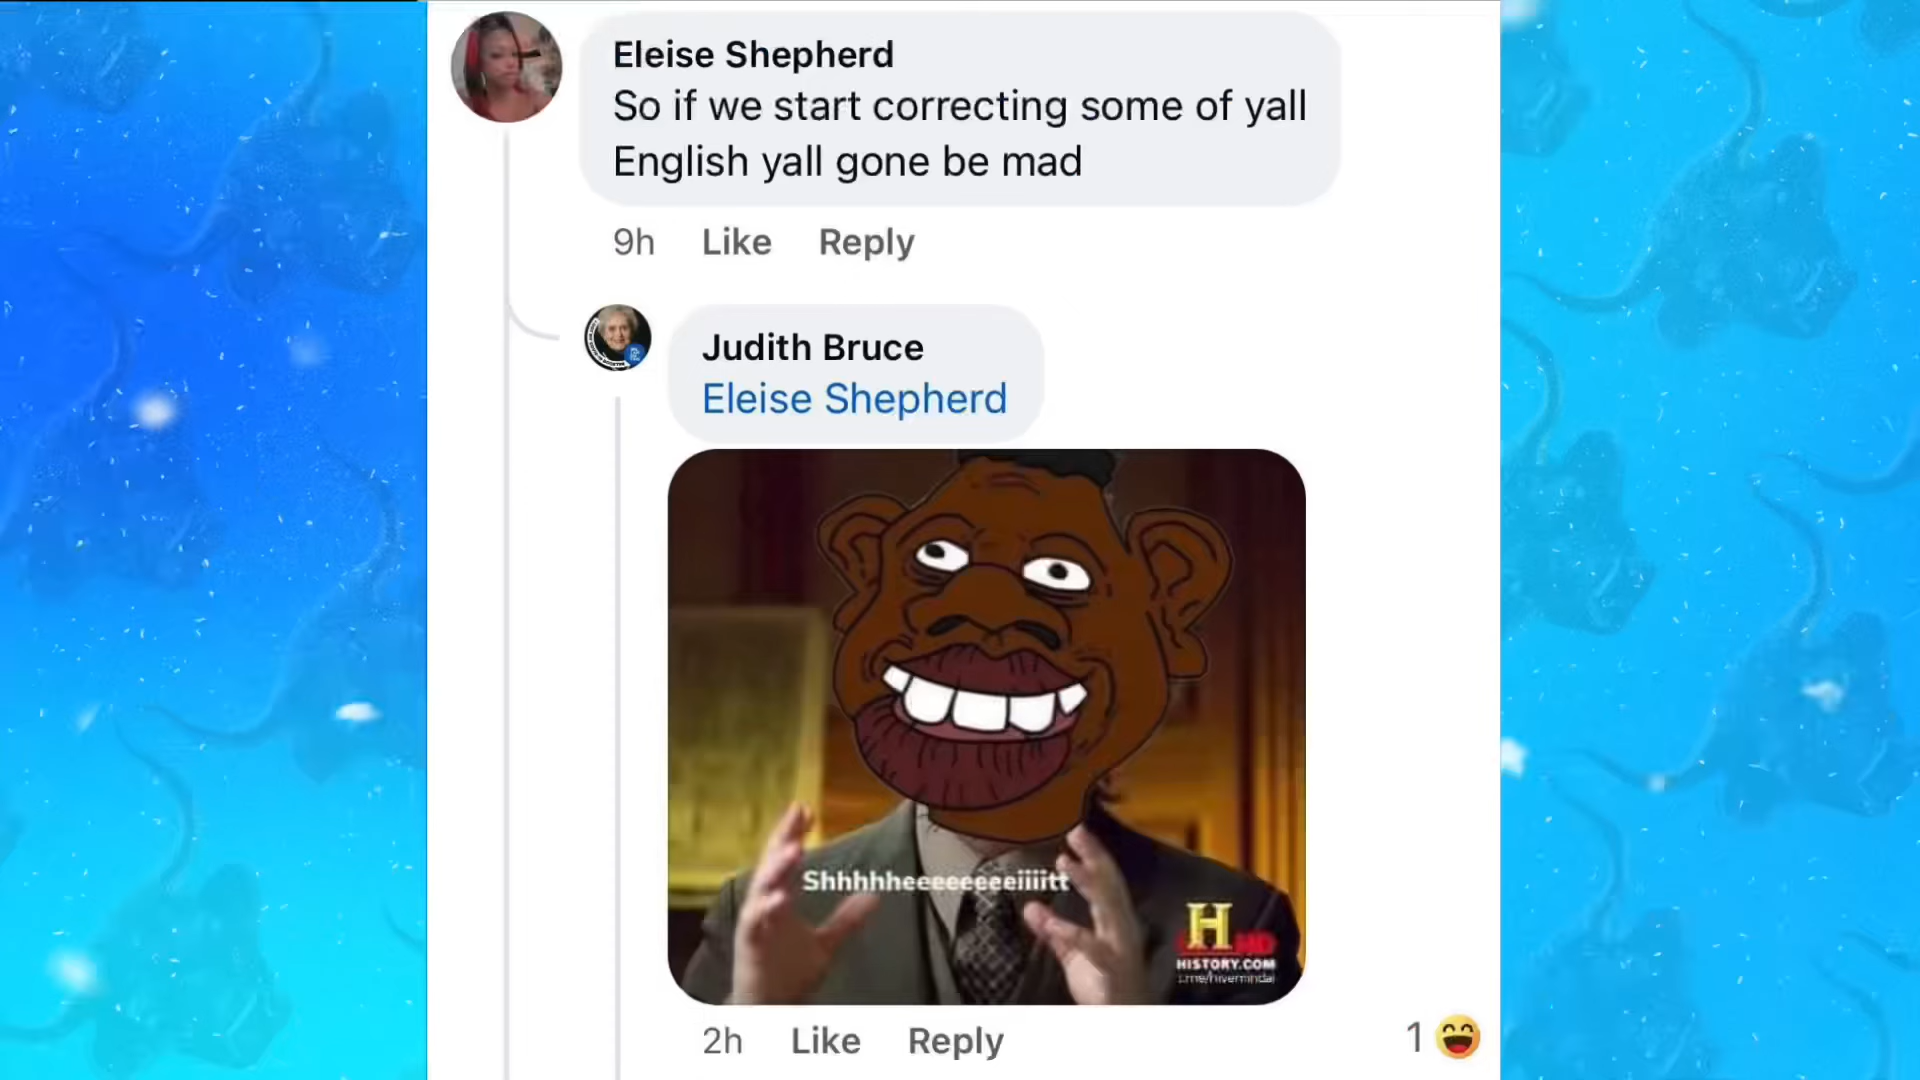 Eleise Shepherd
So if we start correcting some of yall
English yall gone be mad
9h Like Reply
Judith Bruce
Eleise Shepherd
Shhhhheeeeeeeeiiiitt
H
HD
HISTORY.COM
2h Like Reply
1